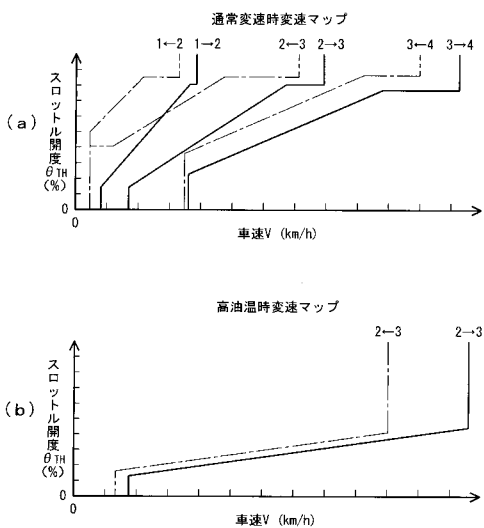 通常変速時変速マップ
1←2 1→2 2←3 2→3 3←4 3→4
(a)
スロットル開度
θTH
(%)
0
0
車速V (km/h)
高油温時変速マップ
2←3 2→3
(b)
スロットル開度
θTH
(%)
0
0
車速V (km/h)